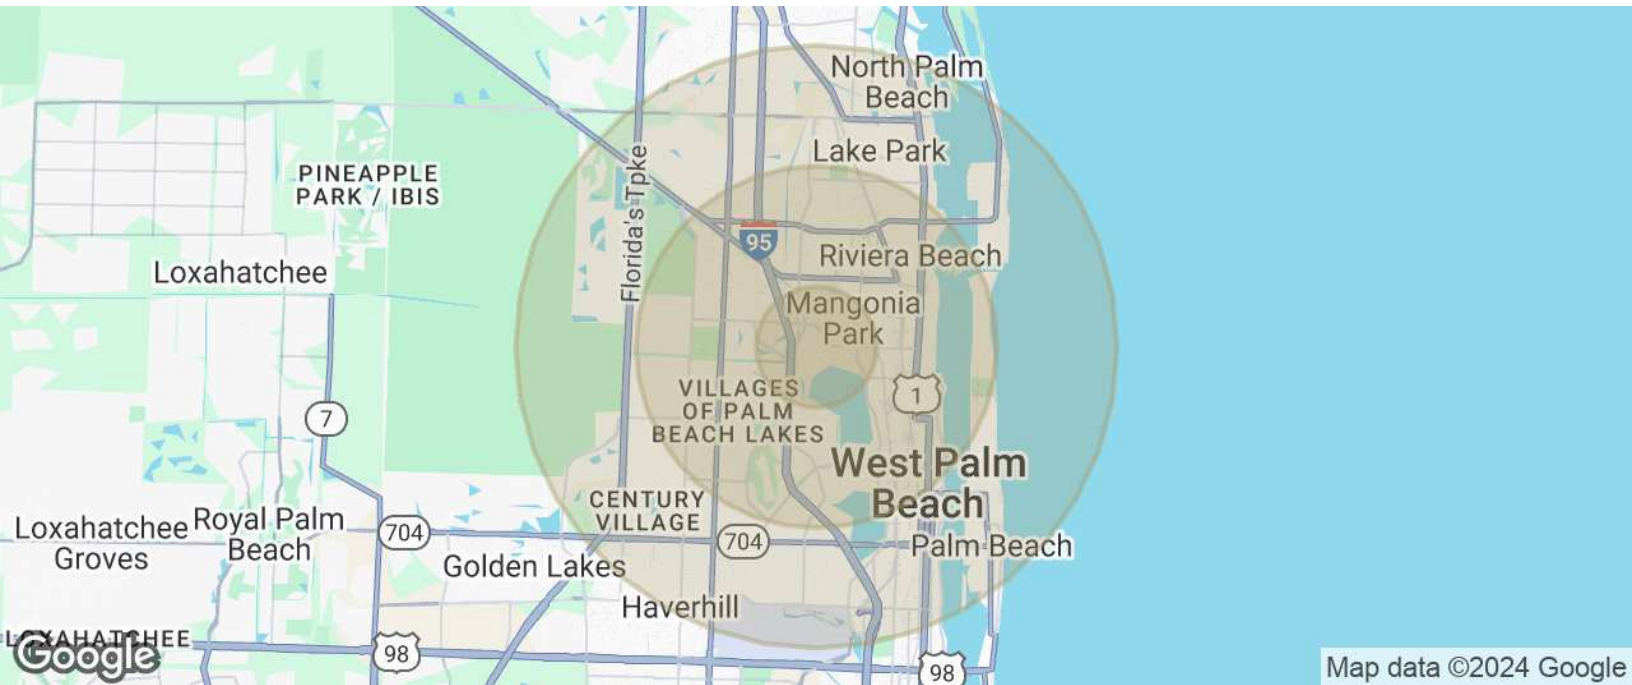 North Palm
Beach
Lake Park
PINEAPPLE
PARK / IBIS
Florida's Tpke
95
Riviera Beach
Loxahatchee
Mangonia
Park
VILLAGES
OF PALM
BEACH LAKES
1
7
West Palm
Beach
CENTURY
VILLAGE
Loxahatchee
Groves
Royal Palm
Beach
704
704
Palm Beach
Golden Lakes
Haverhill
LOXAHATCHEE
Google
98
98
Map data ©2024 Google